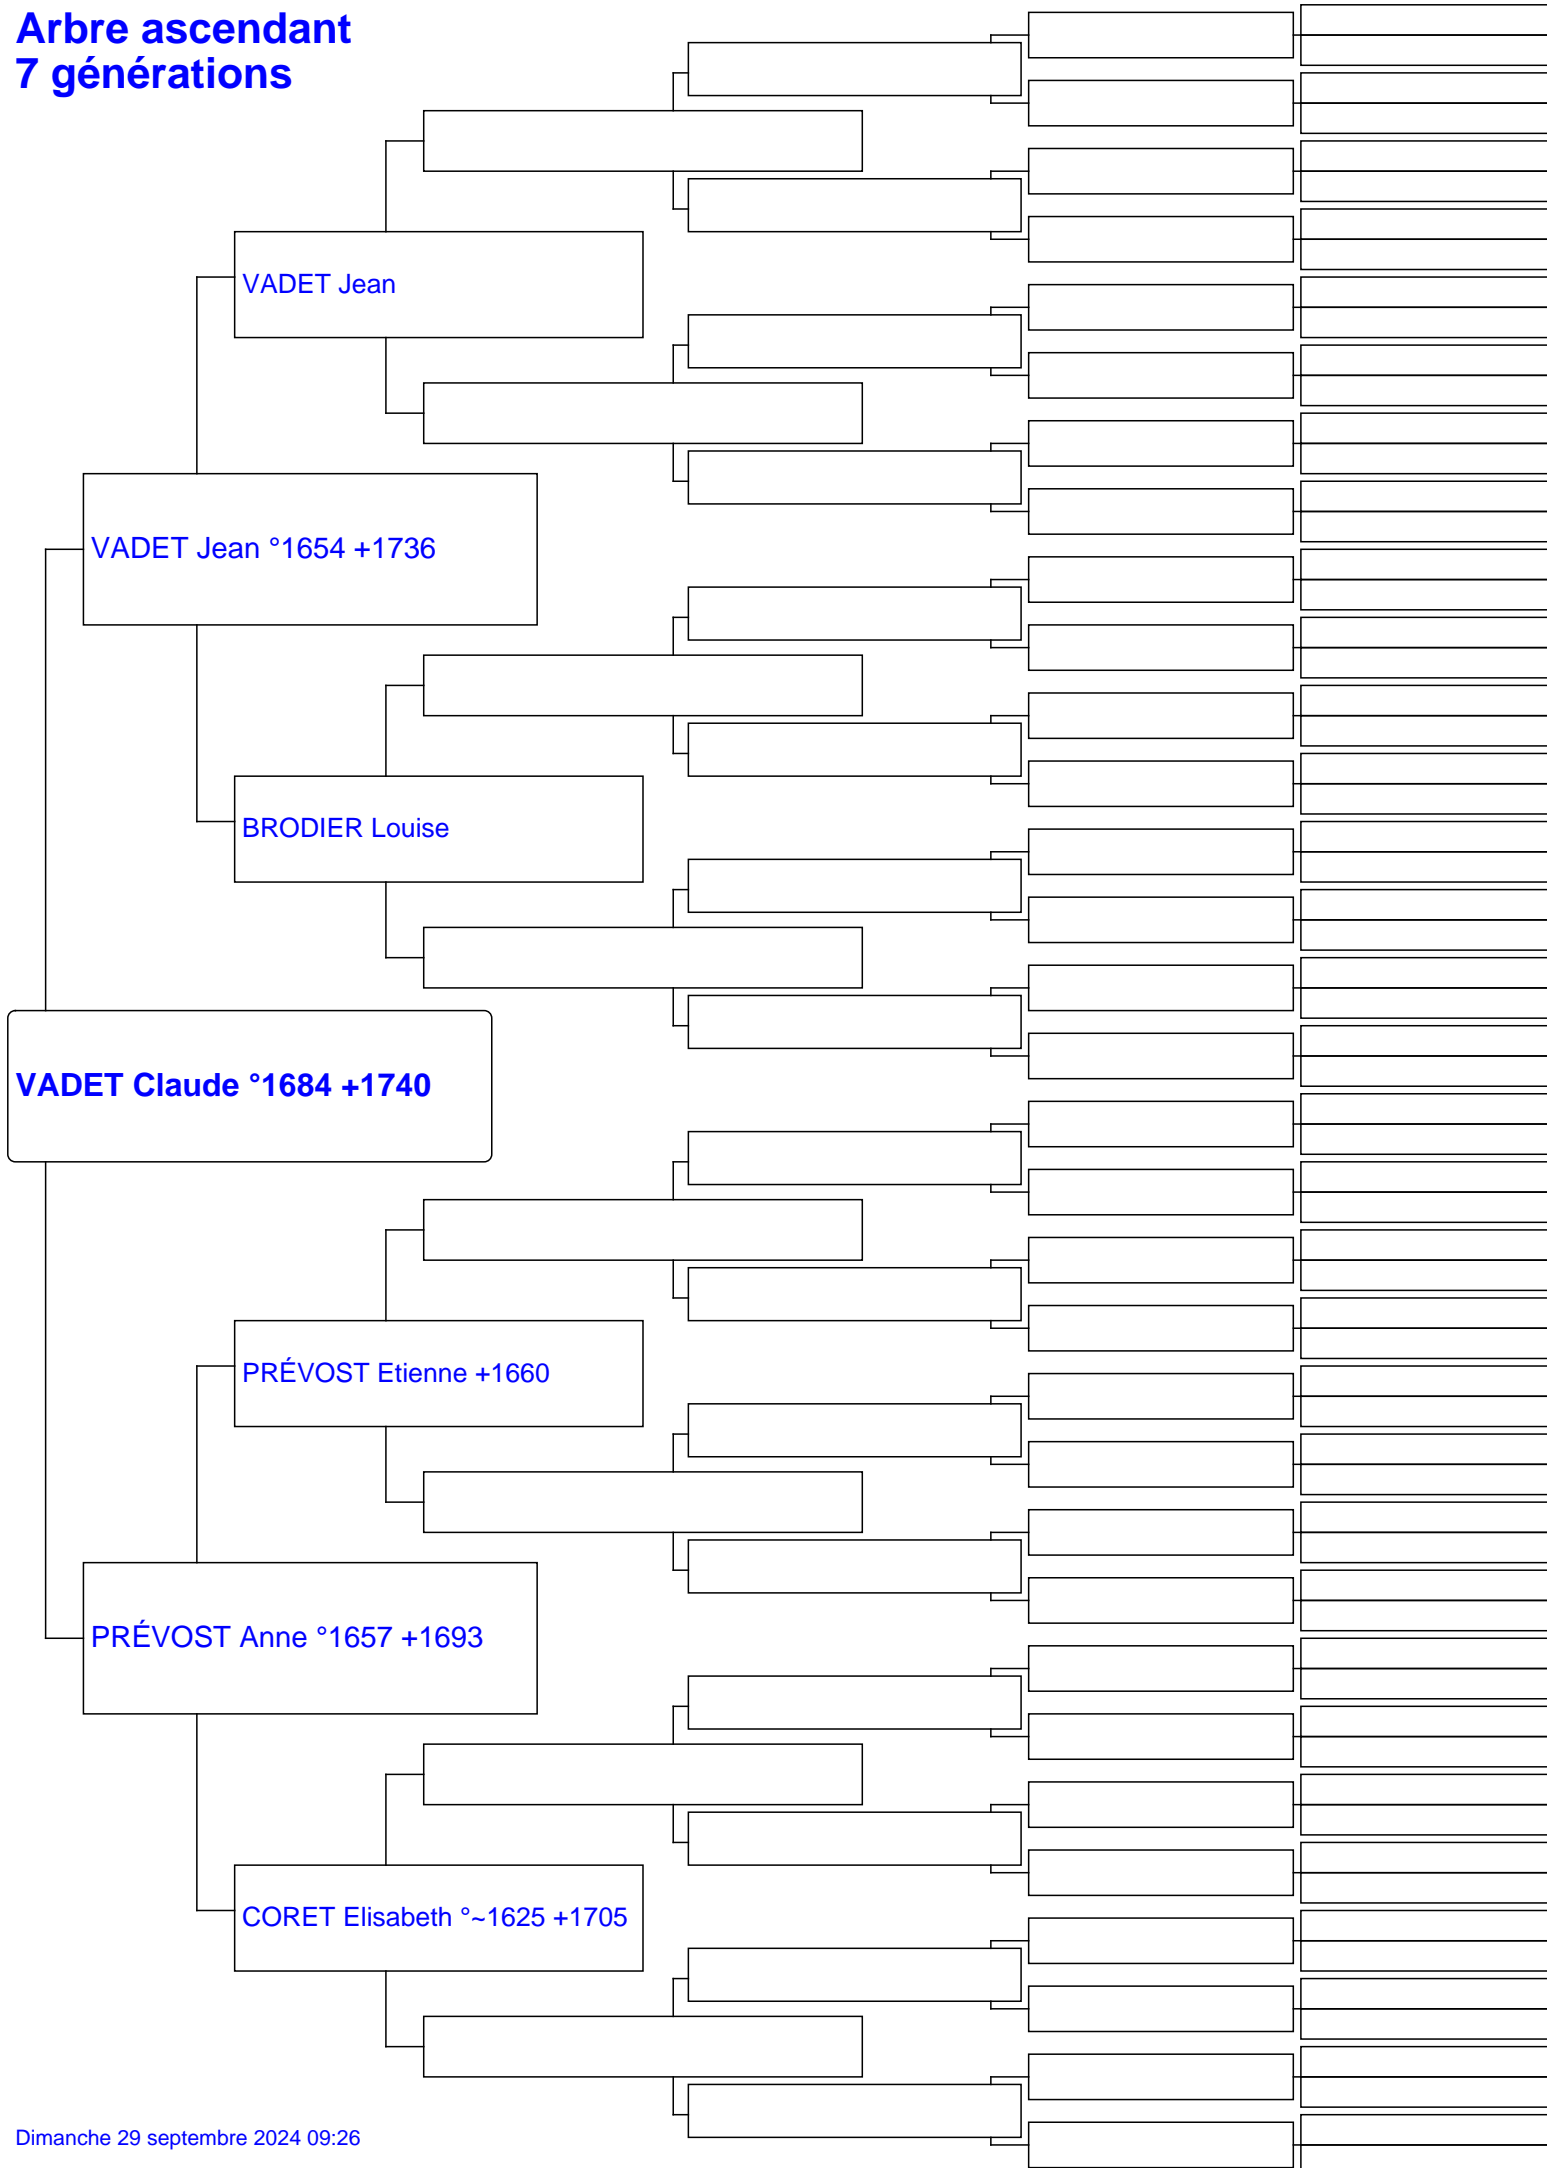 Arbre ascendant
7 générations
VADET Jean
VADET Jean °1654 +1736
BRODIER Louise
VADET Claude °1684 +1740
PRÉVOST Etienne +1660
PRÉVOST Anne °1657 +1693
CORET Elisabeth °~1625 +1705
Dimanche 29 septembre 2024 09:26